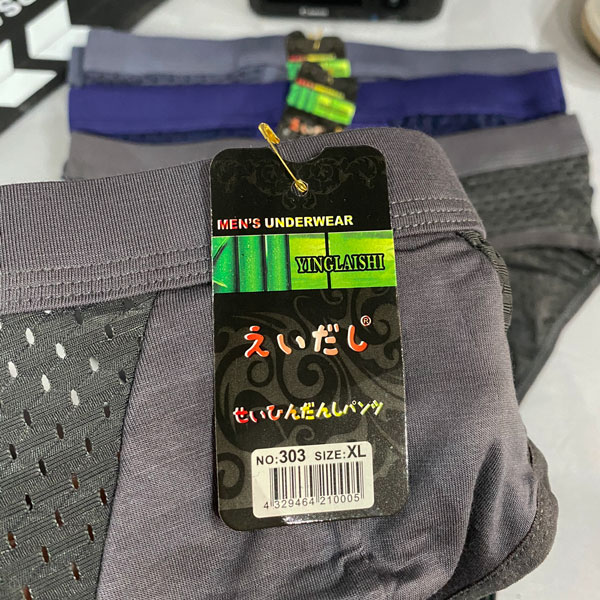 MEN'S UNDERWEAR
YINGLAISHI
えいだし®
せいひんだんしパンツ
NO:303 SIZE:XL
4 329464 210005